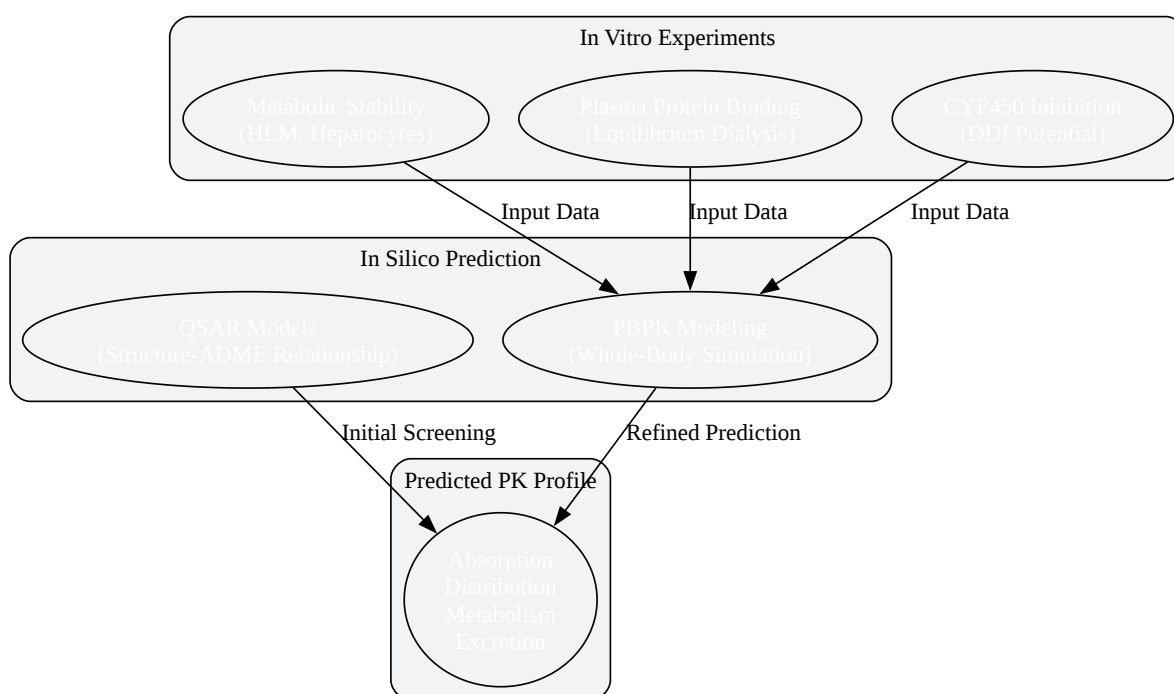 In Vitro Experiments
Metabolic Stability
(HLM, Hepatocytes)
Plasma Protein Binding
(Equilibrium Dialysis)
CYP450 Inhibition
(DDI Potential)
Input Data
Input Data
Input Data
In Silico Prediction
QSAR Models
(Structure-ADME Relationship)
PBPK Modeling
(Whole-Body Simulation)
Initial Screening
Refined Prediction
Predicted PK Profile
Absorption
Distribution
Metabolism
Excretion